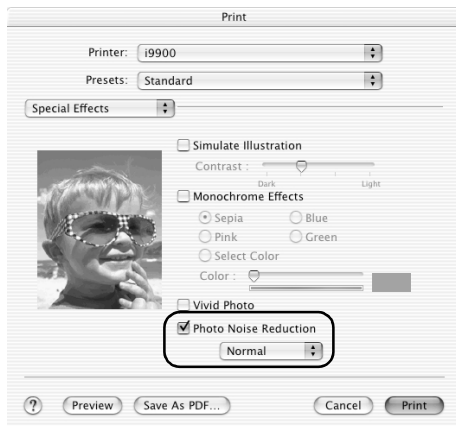 Print
Printer: i9900
Presets: Standard
Special Effects
Simulate Illustration
Contrast :
Dark Light
Monochrome Effects
Sepia Blue
Pink Green
Select Color
Color :
Vivid Photo
Photo Noise Reduction
Normal
? Preview Save As PDF... Cancel Print